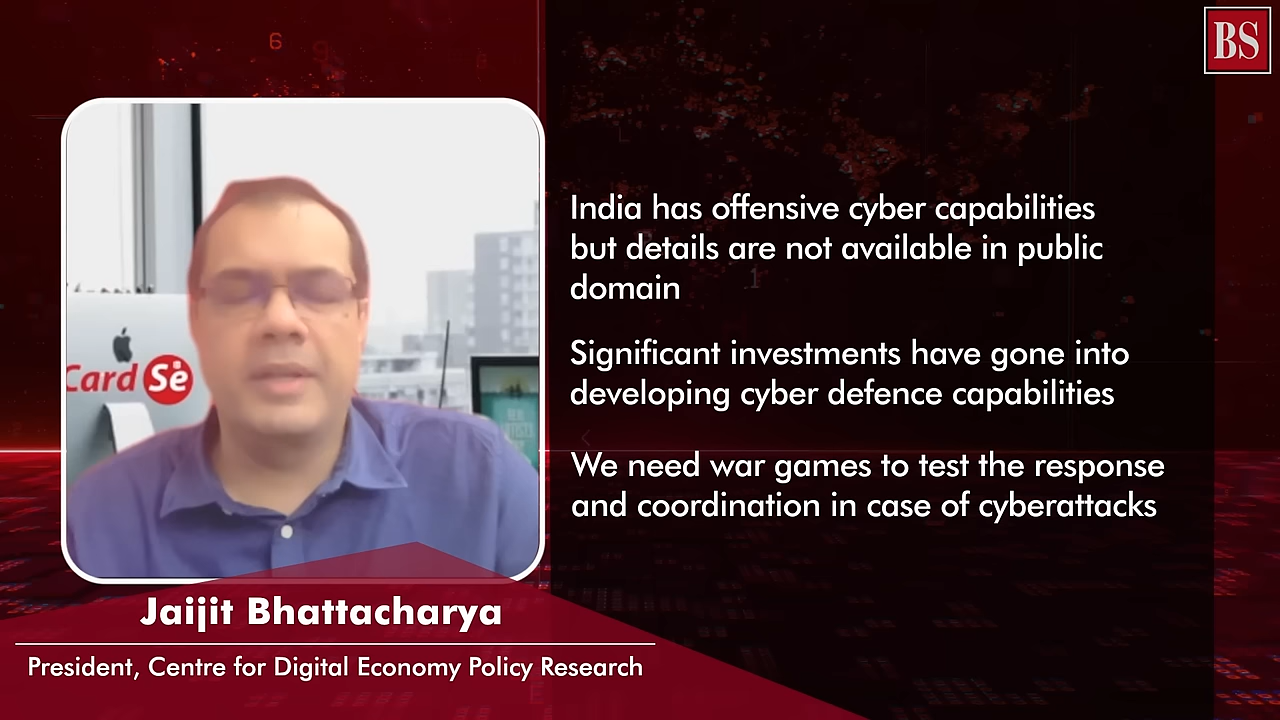 BS
India has offensive cyber capabilities
but details are not available in public
domain
Significant investments have gone into
developing cyber defence capabilities
We need war games to test the response
and coordination in case of cyberattacks
Card Se
Jaijit Bhattacharya
President, Centre for Digital Economy Policy Research